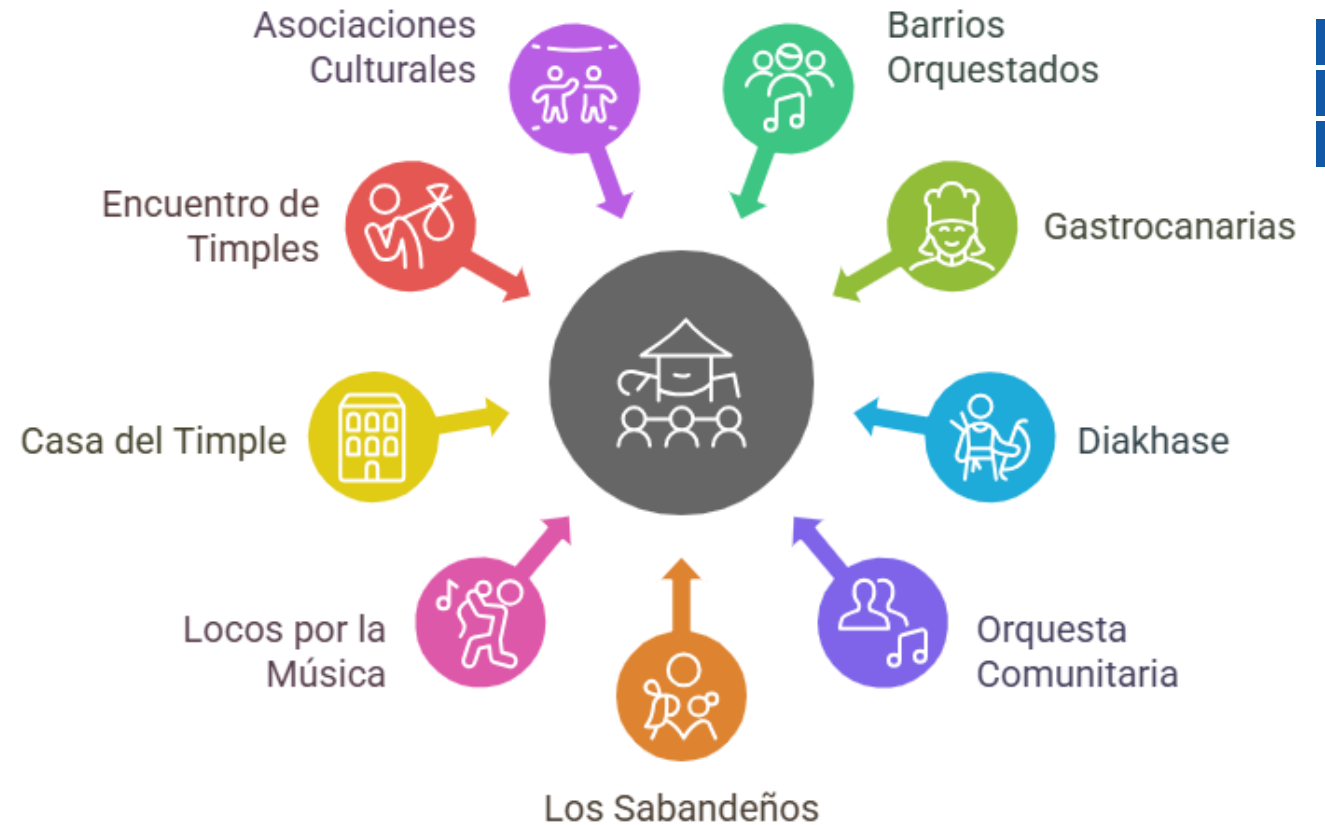 Asociaciones
Culturales
Barrios
Orquestados
Encuentro de
Timples
Gastrocanarias
Casa del Timple
Diakhase
Locos por la
Música
Orquesta
Comunitaria
Los Sabandeños